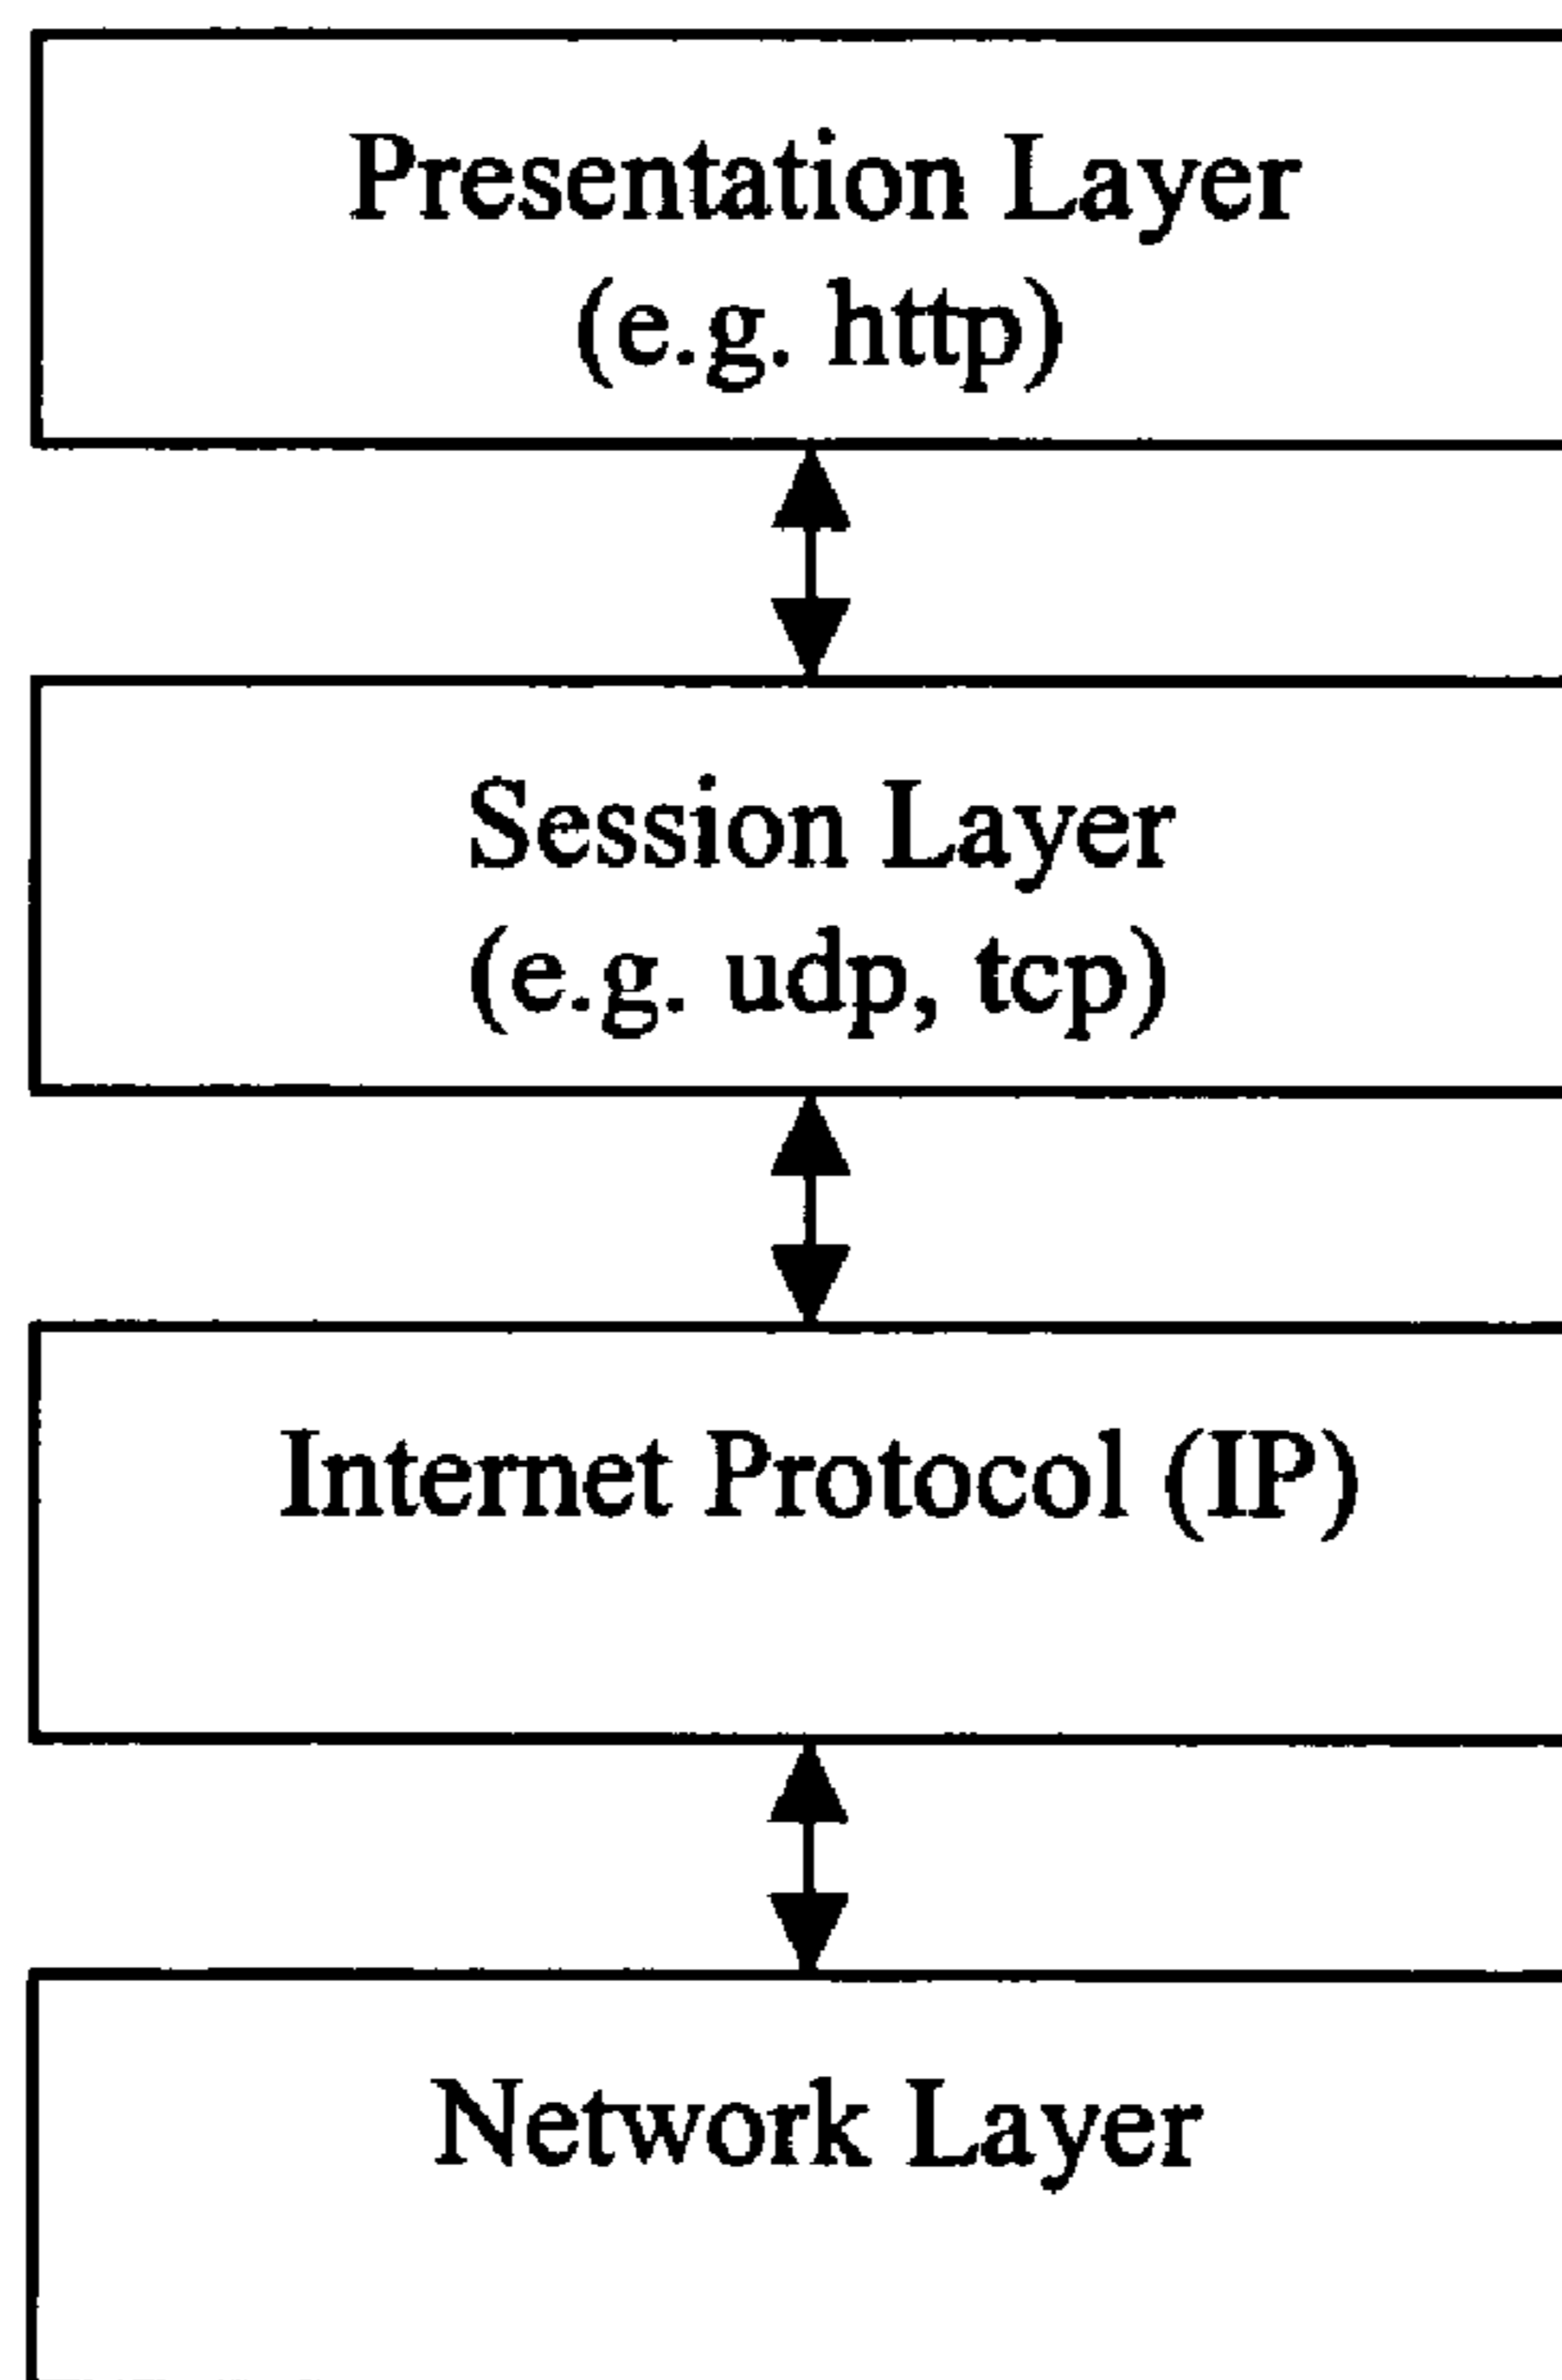 Presentation Layer
(e.g. http)
Session Layer
(e.g. udp, tcp)
Internet Protocol (IP)
Network Layer